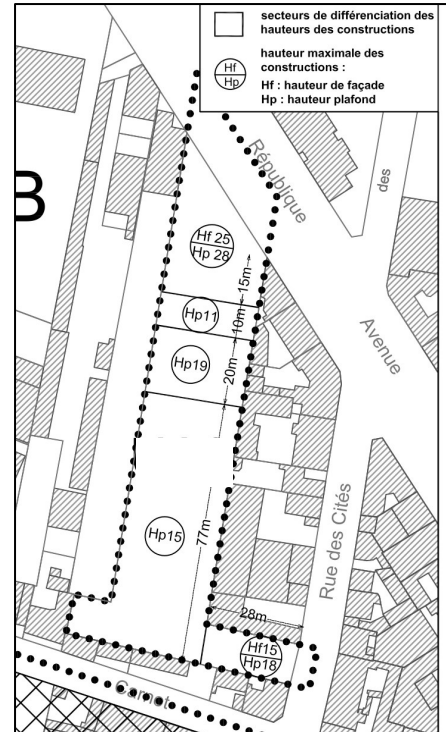 secteurs de différenciation des
hauteurs des constructions
hauteur maximale des
constructions :
Hf : hauteur de façade
Hp : hauteur plafond
Hf
Hp
B
République
des
Avenue
Hf 25
Hp 28
15m
Hp11
10m
Hp19
20m
Rue des Cités
Hp15
77m
28m
Hf15
Hp18
Carnot